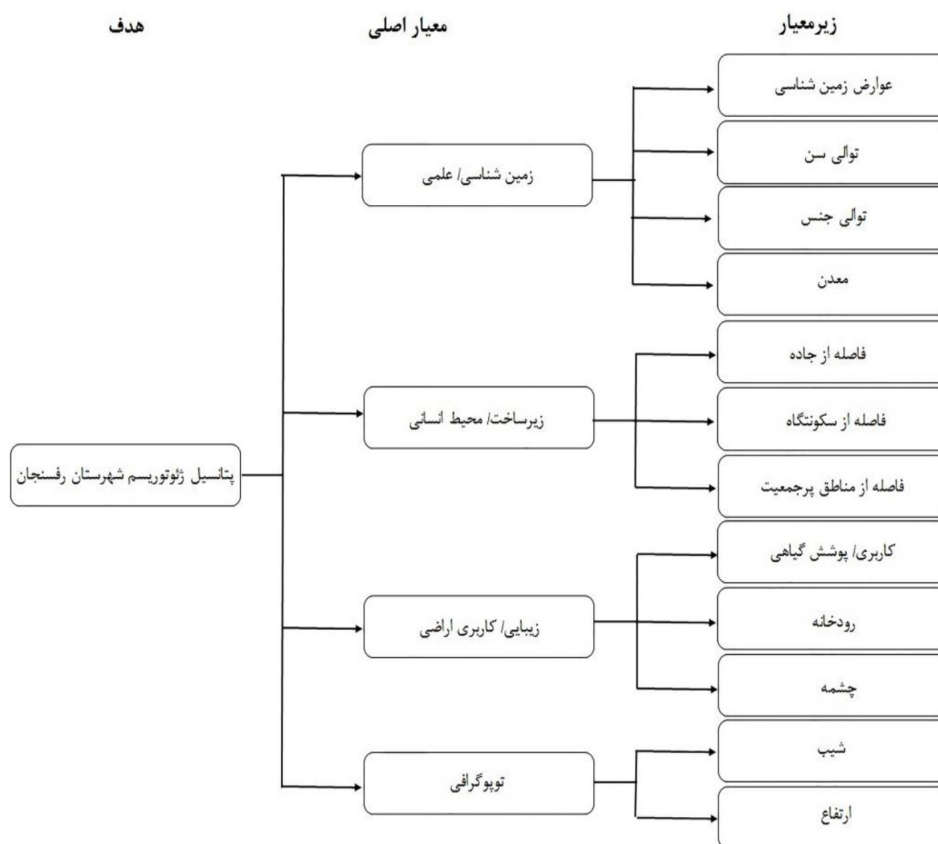 هدف
معیار اصلی
زیرمعیار
پتانسیل ژئوتوریسم شهرستان رفسنجان
زمین شناسی/ علمی
عوارض زمین شناسی
توالی سن
توالی جنس
معدن
زیرساخت/ محیط انسانی
فاصله از جاده
فاصله از سکونتگاه
فاصله از مناطق پرجمعیت
زیبایی/ کاربری اراضی
کاربری/ پوشش گیاهی
رودخانه
چشمه
توپوگرافی
شیب
ارتفاع